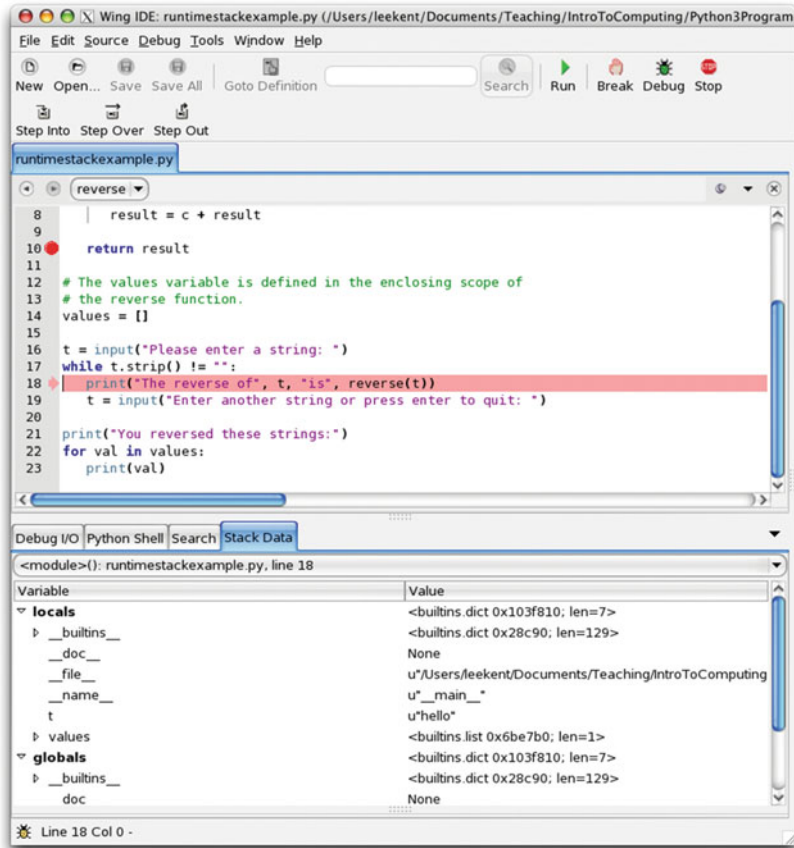 Wing IDE: runtimestackexample.py (/Users/leekent/Documents/Teaching/IntroToComputing/Python3Program
File Edit Source Debug Tools Window Help
New Open... Save Save All Goto Definition Search Run Break Debug Stop
Step Into Step Over Step Out
runtimestackexample.py
reverse
8 result = c + result
9
10 return result
11
12 # The values variable is defined in the enclosing scope of
13 # the reverse function.
14 values = []
15
16 t = input("Please enter a string: ")
17 while t.strip() != "":
18 print("The reverse of", t, "is", reverse(t))
19 t = input("Enter another string or press enter to quit: ")
20
21 print("You reversed these strings:")
22 for val in values:
23 print(val)
Debug I/O Python Shell Search Stack Data
<module>(): runtimestackexample.py, line 18
Variable Value
locals <builtins.dict 0x103f810; len=7>
__builtins__ <builtins.dict 0x28c90; len=129>
__doc__ None
__file__ u"/Users/leekent/Documents/Teaching/IntroToComputing
__name__ u"__main__"
t u"hello"
values <builtins.list 0x6be7b0; len=1>
globals <builtins.dict 0x103f810; len=7>
__builtins__ <builtins.dict 0x28c90; len=129>
doc None
Line 18 Col 0 -